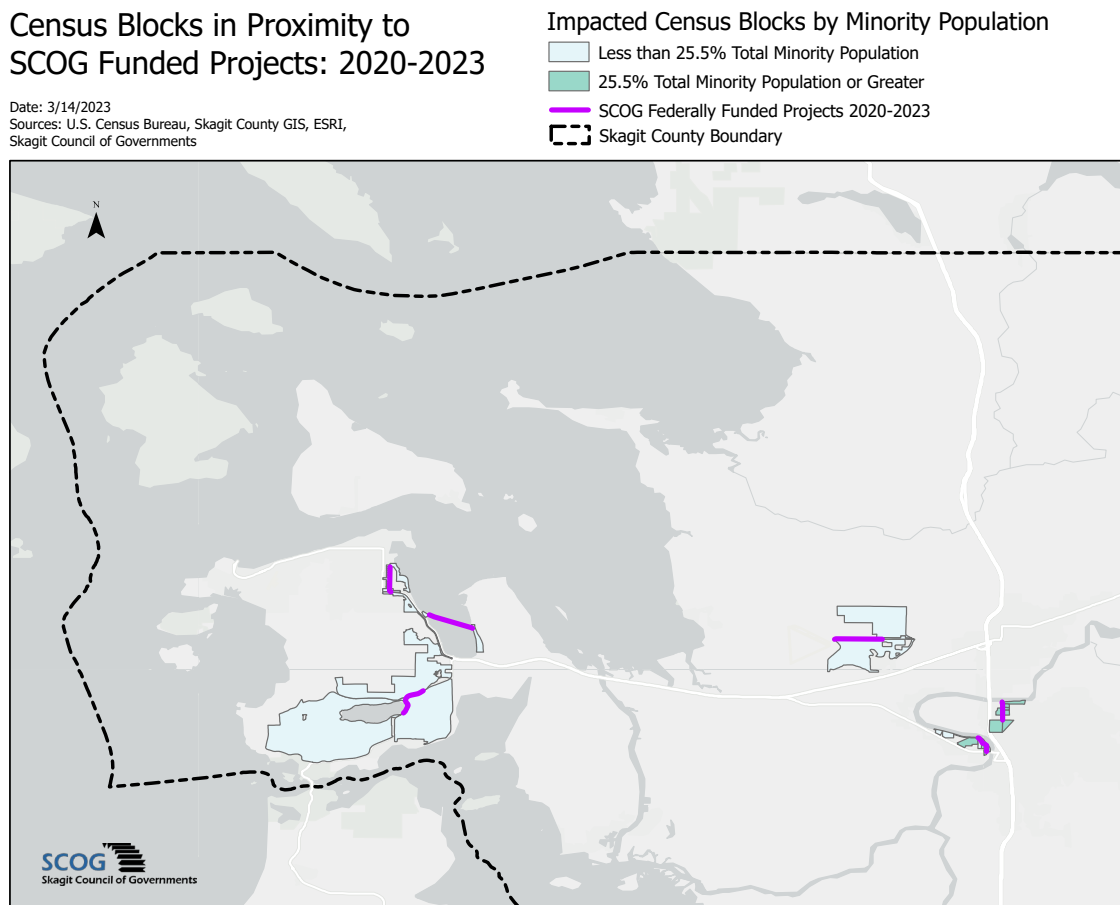 Census Blocks in Proximity to
SCOG Funded Projects: 2020-2023
Date: 3/14/2023
Sources: U.S. Census Bureau, Skagit County GIS, ESRI,
Skagit Council of Governments
Impacted Census Blocks by Minority Population
Less than 25.5% Total Minority Population
25.5% Total Minority Population or Greater
SCOG Federally Funded Projects 2020-2023
Skagit County Boundary
N
SCOG
Skagit Council of Governments